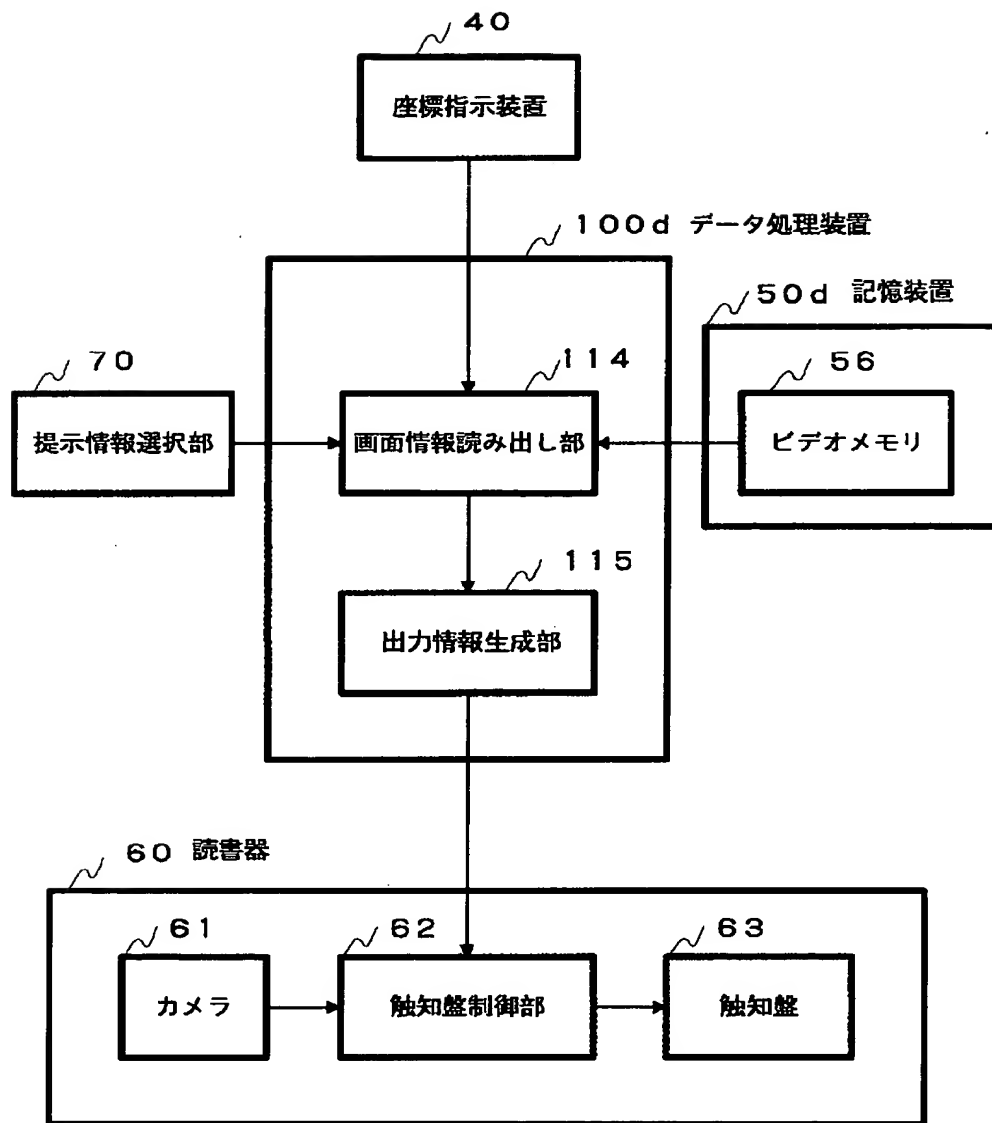 ４０
座標指示装置
１００ｄ データ処理装置
５０ｄ 記憶装置
７０
１１４
５６
提示情報選択部
画面情報読み出し部
ビデオメモリ
１１５
出力情報生成部
６０ 読書器
６１
６２
６３
カメラ
触知盤制御部
触知盤